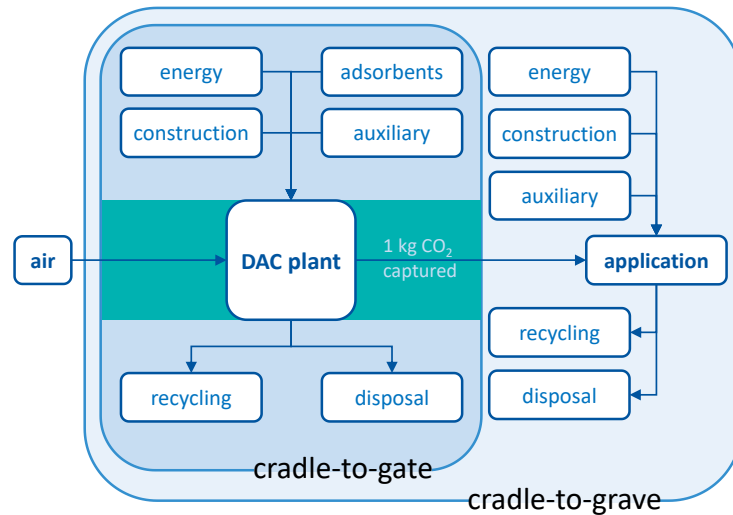 energy
adsorbents
energy
construction
auxiliary
construction
auxiliary
air
DAC plant
1 kg CO₂
captured
application
recycling
recycling
disposal
disposal
cradle-to-gate
cradle-to-grave